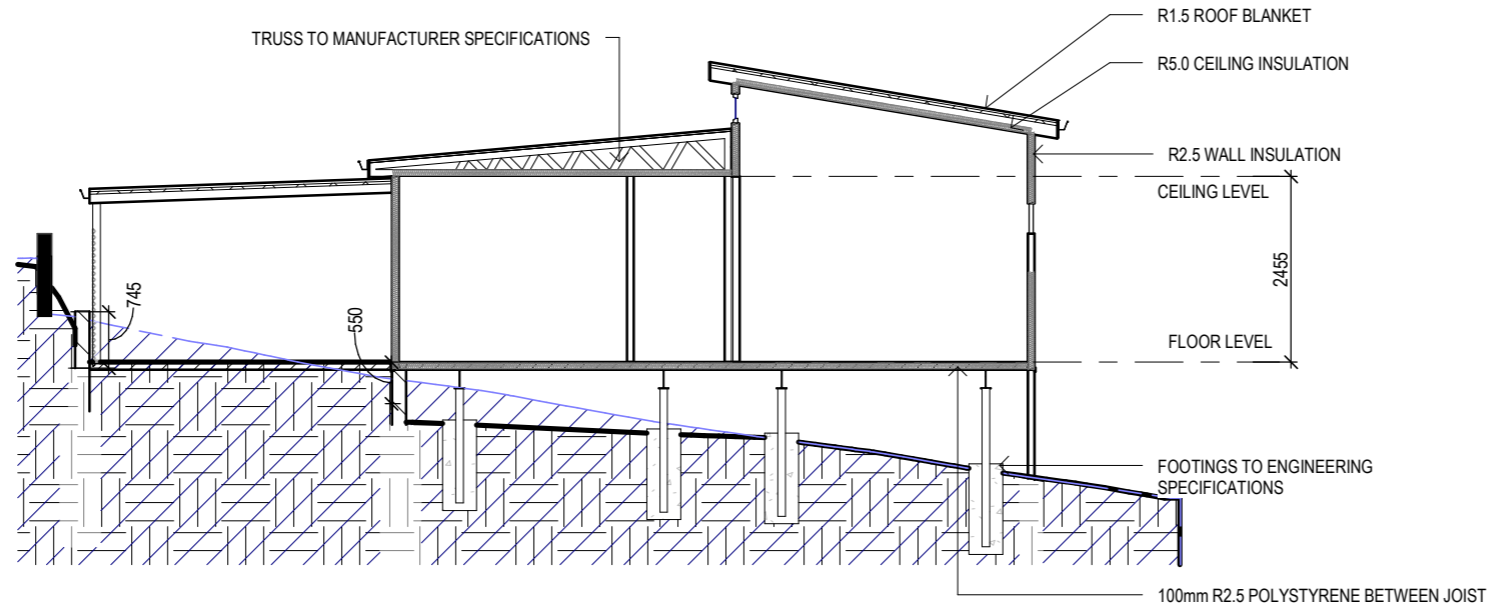 R1.5 ROOF BLANKET
TRUSS TO MANUFACTURER SPECIFICATIONS
R5.0 CEILING INSULATION
R2.5 WALL INSULATION
CEILING LEVEL
2455
745
550
FLOOR LEVEL
FOOTINGS TO ENGINEERING
SPECIFICATIONS
100mm R2.5 POLYSTYRENE BETWEEN JOIST